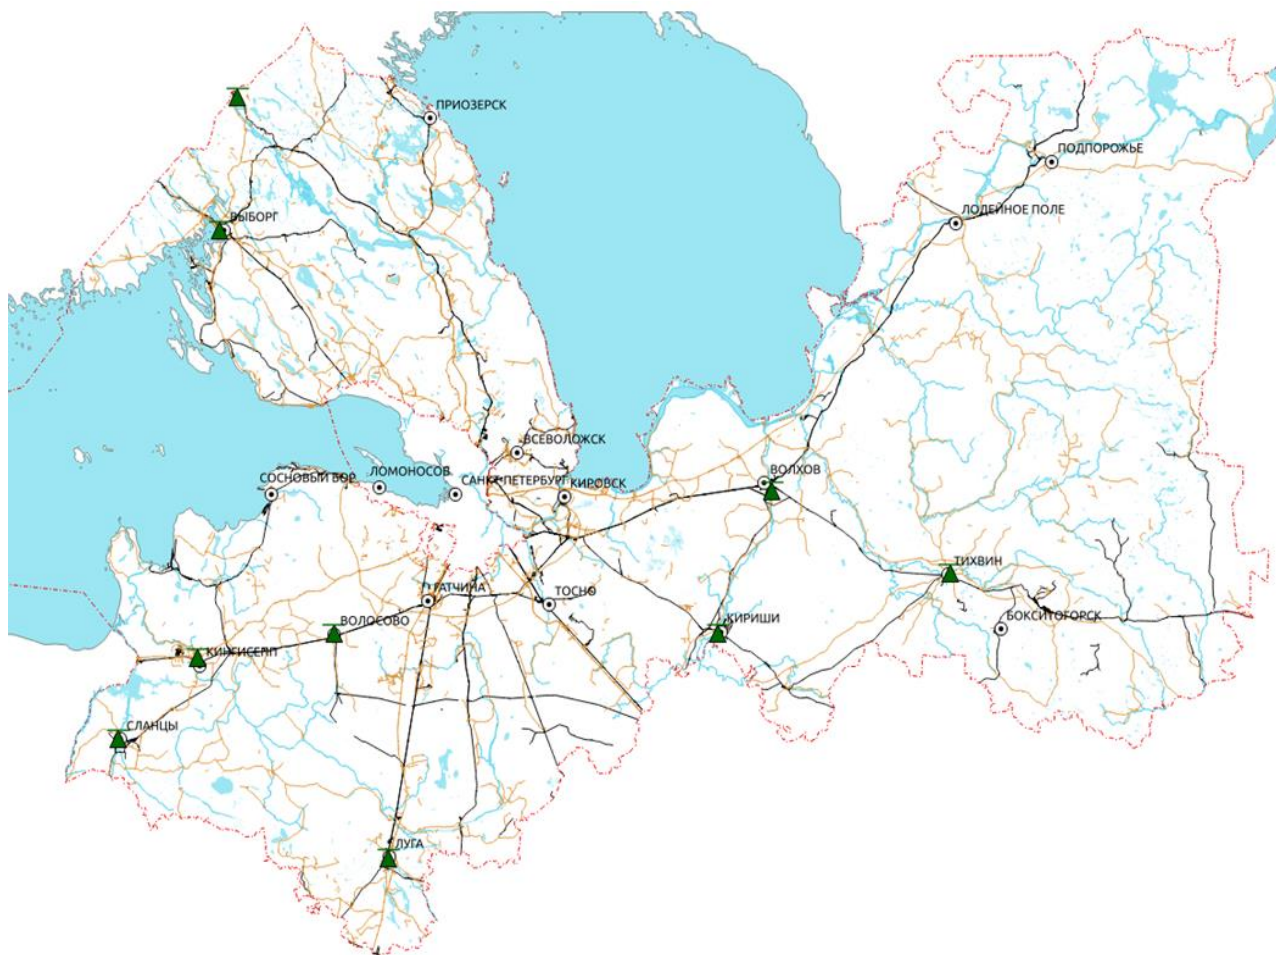 ПРИОЗЕРСК
ПОДПОРОЖЬЕ
ВЫБОРГ
ЛОДЕЙНОЕ ПОЛЕ
ВСЕВОЛОЖСК
ВОЛХОВ
ЛОМОНОСОВ
СОСНОВЫЙ БОР
САНКТ-ПЕТЕРБУРГ
КИРОВСК
ТИХВИН
ГАТЧИНА
ТОСНО
ВОЛОСОВО
КИРИШИ
БОКСИТОГОРСК
КИНГИСЕПП
СЛАНЦЫ
ЛУГА